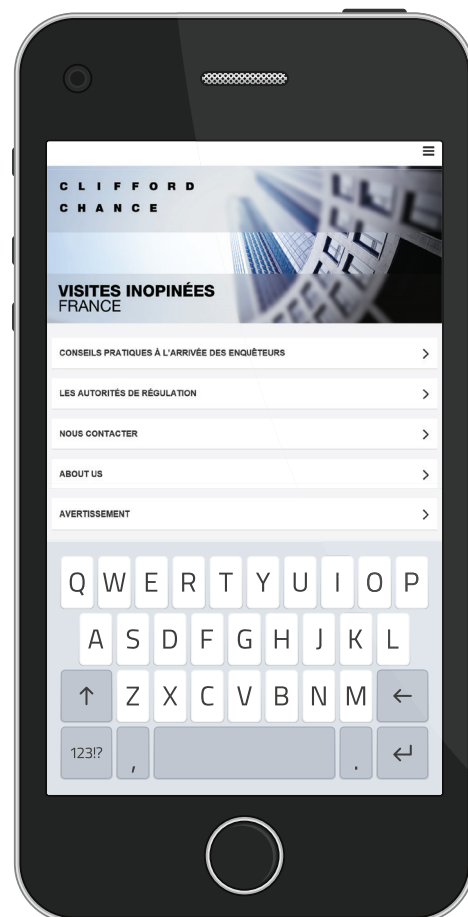 CLIFFORD
CHANCE
VISITES INOPINÉES
FRANCE
CONSEILS PRATIQUES À L'ARRIVÉE DES ENQUÊTEURS
LES AUTORITÉS DE RÉGULATION
NOUS CONTACTER
ABOUT US
AVERTISSEMENT
Q W E R T Y U I O P
A S D F G H J K L
Z X C V B N M
123!? , .